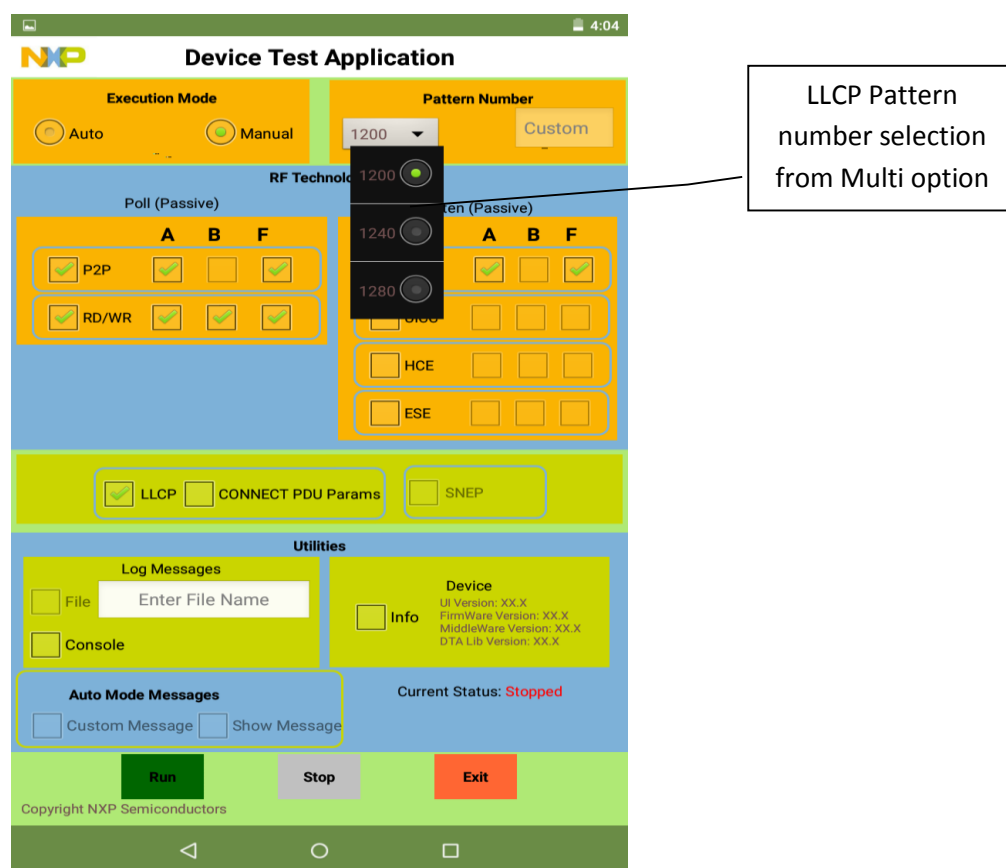 4:04
NXP
Device Test Application
Execution Mode
Auto
Manual
Pattern Number
1200
Custom
1200
1240
1280
LLCP Pattern
number selection
from Multi option
RF Technolo
Poll (Passive)
ten (Passive)
A B F
P2P
RD/WR
A B F
HCE
ESE
LLCP
CONNECT PDU Params
SNEP
Utilities
Log Messages
File
Enter File Name
Console
Device
Info
UI Version: XX.X
FirmWare Version: XX.X
MiddleWare Version: XX.X
DTA Lib Version: XX.X
Auto Mode Messages
Custom Message
Show Message
Current Status: Stopped
Run
Stop
Exit
Copyright NXP Semiconductors